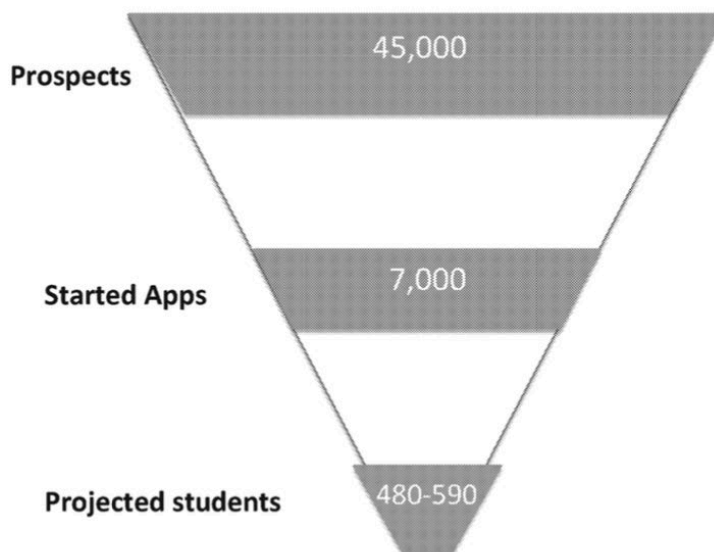 45,000
Prospects
7,000
Started Apps
480-590
Projected students